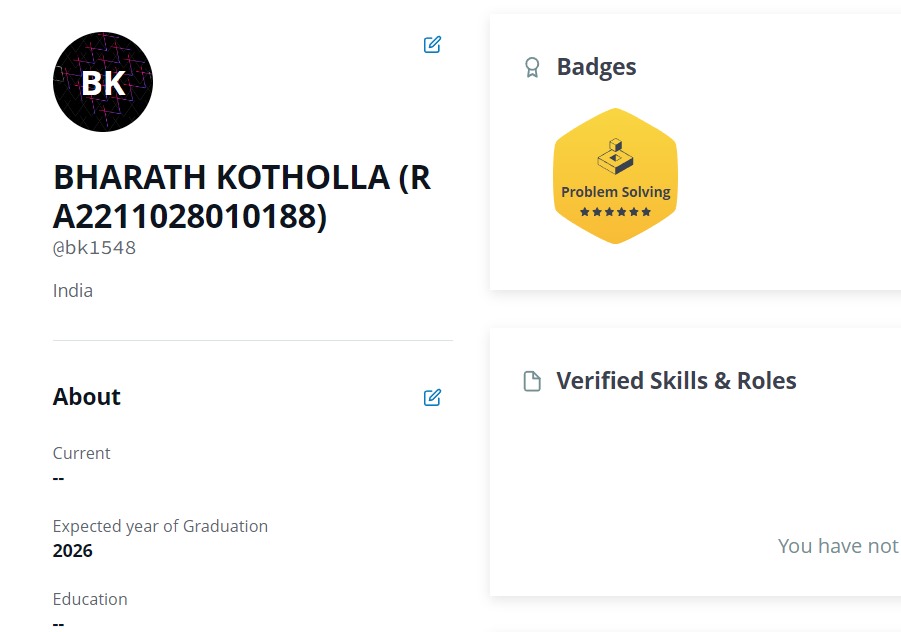 BK
BHARATH KOTHOLLA (R
A2211028010188)
@bk1548
India
About
Current
--
Expected year of Graduation
2026
Education
--
Badges
Problem Solving
Verified Skills & Roles
You have not